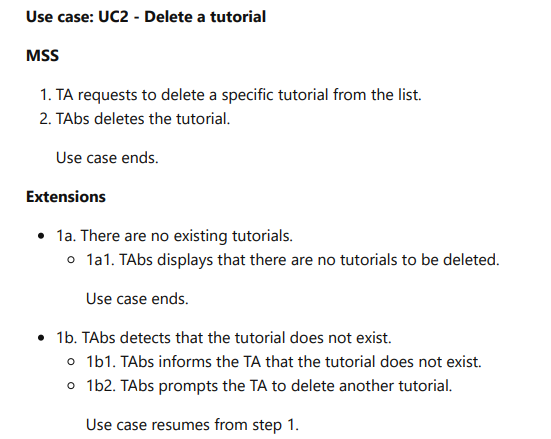 Use case: UC2 - Delete a tutorial
MSS
1. TA requests to delete a specific tutorial from the list.
2. TAbs deletes the tutorial.
Use case ends.
Extensions
• 1a. There are no existing tutorials.
○ 1a1. TAbs displays that there are no tutorials to be deleted.
Use case ends.
• 1b. TAbs detects that the tutorial does not exist.
○ 1b1. TAbs informs the TA that the tutorial does not exist.
○ 1b2. TAbs prompts the TA to delete another tutorial.
Use case resumes from step 1.